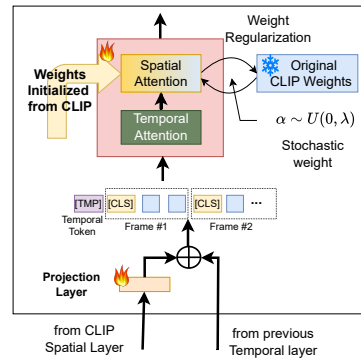 Weight
Regularization
Weights
Initialized
from CLIP
Spatial
Attention
Original
CLIP Weights
Temporal
Attention
α ~ U(0, λ)
Stochastic
weight
[TMP]
[CLS]
[CLS]
...
Temporal
Token
Frame #1
Frame #2
Projection
Layer
from CLIP
Spatial Layer
from previous
Temporal layer